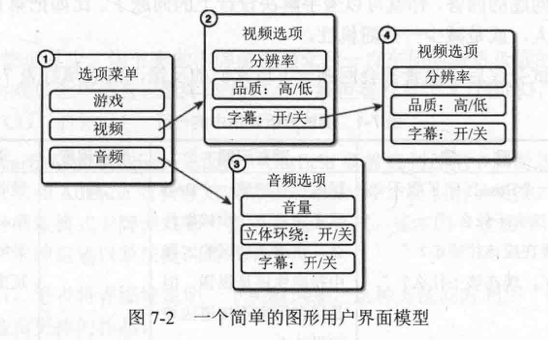 ①
选项菜单
游戏
视频
音频
②
视频选项
分辨率
品质：高/低
字幕：开/关
③
音频选项
音量
立体环绕：开/关
字幕：开/关
④
视频选项
分辨率
品质：高/低
字幕：开/关
图 7-2 一个简单的图形用户界面模型